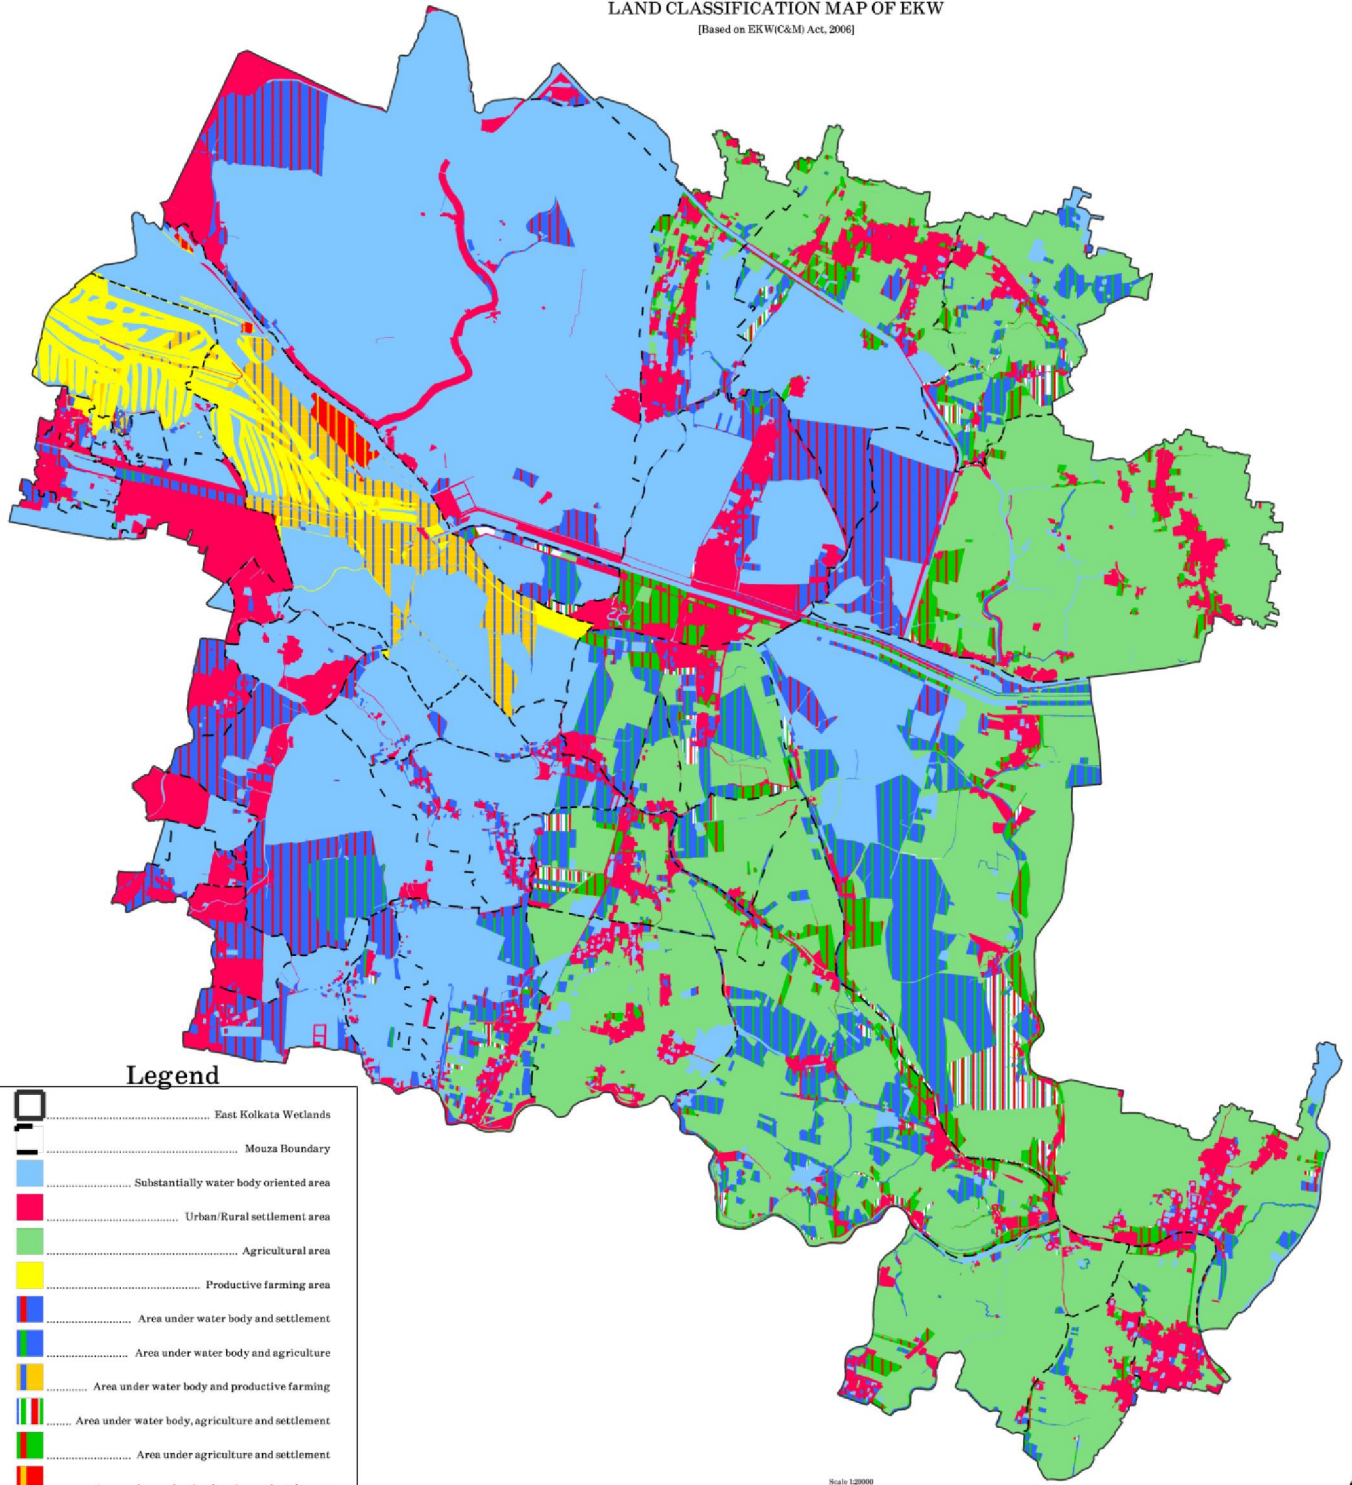 LAND CLASSIFICATION MAP OF EKW
[Based on EKW(C&M) Act, 2006]
Legend
East Kolkata Wetlands
Mouza Boundary
Substantially water body oriented area
Urban/Rural settlement area
Agricultural area
Productive farming area
Area under water body and settlement
Area under water body and agriculture
Area under water body and productive farming
Area under water body, agriculture and settlement
Area under agriculture and settlement
Scale 1:20000